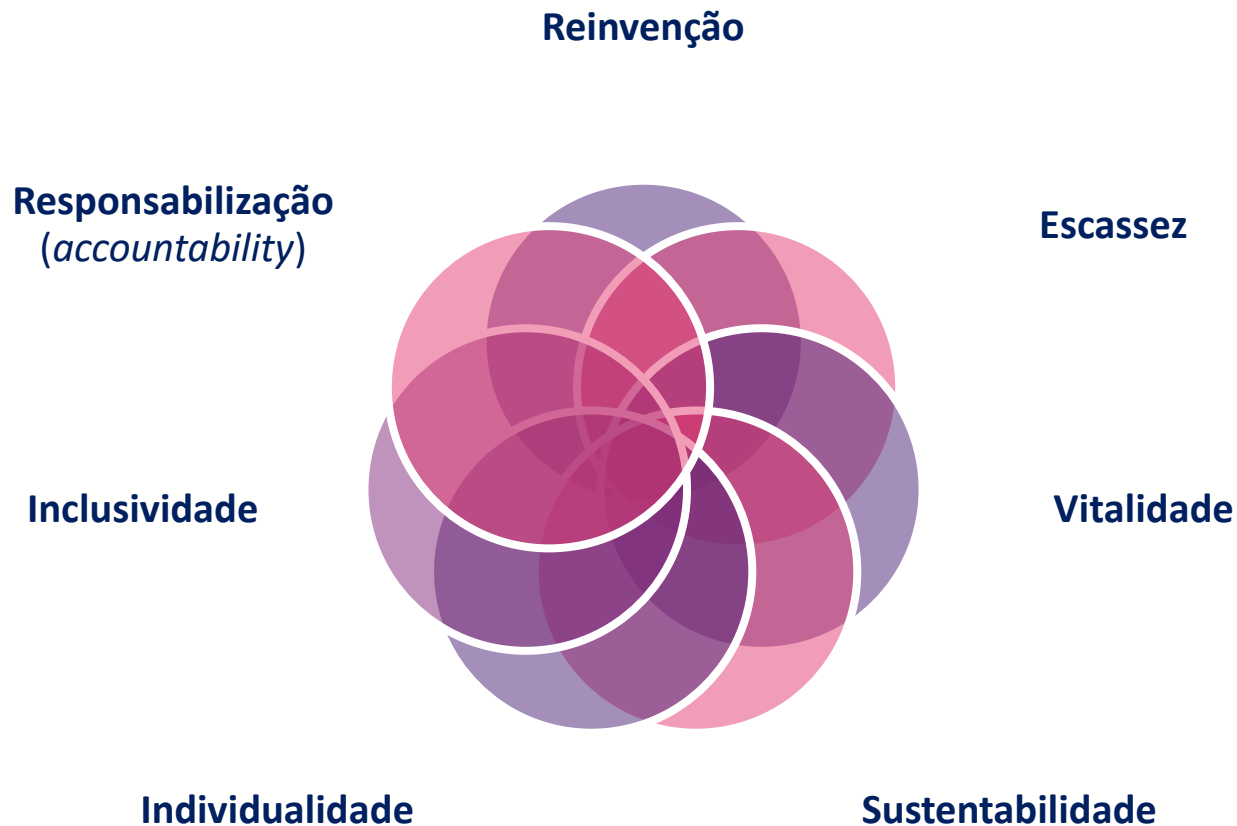 Reinvenção
Responsabilização
(accountability)
Escassez
Inclusividade
Vitalidade
Individualidade
Sustentabilidade